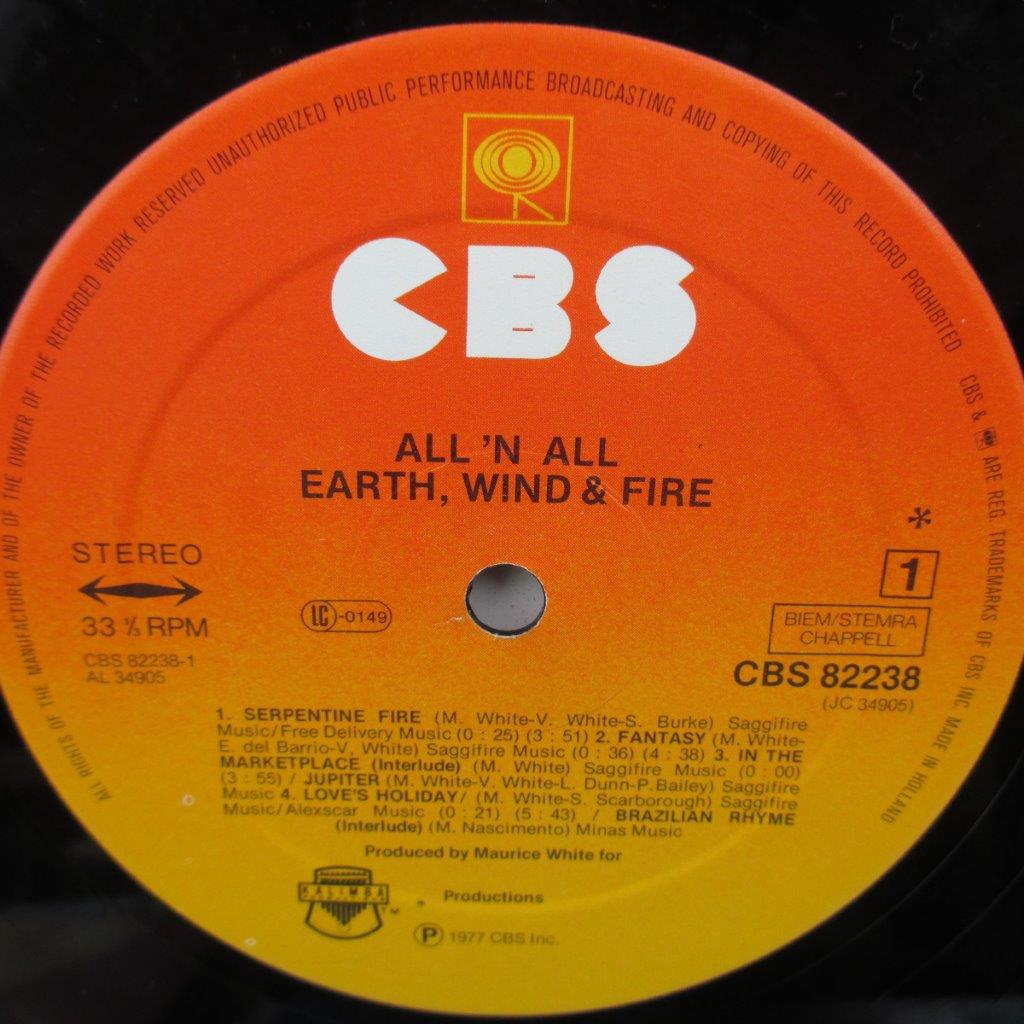 ALL RIGHTS OF THE MANUFACTURER AND OF THE OWNER OF THE RECORDED WORK RESERVED UNAUTHORIZED PUBLIC PERFORMANCE BROADCASTING AND COPYING OF THIS RECORD PROHIBITED CBS & ARE REG. TRADEMARKS OF CBS INC. MADE IN HOLLAND
CBS
ALL 'N ALL
EARTH, WIND & FIRE
STEREO
33 ⅓ RPM
CBS 82238-1
AL 34905
LC-0149
*
1
BIEM/STEMRA
CHAPPELL
CBS 82238
(JC 34905)
1. SERPENTINE FIRE (M. White-V. White-S. Burke) Saggifire
Music/Free Delivery Music (0 : 25) (3 : 51) 2. FANTASY (M. White-
E. del Barrio-V. White) Saggifire Music (0 : 36) (4 : 38) 3. IN THE
MARKETPLACE (Interlude) (M. White) Saggifire Music (0 : 00)
(3 : 55) / JUPITER (M. White-V. White-L. Dunn-P.Bailey) Saggifire
Music 4. LOVE'S HOLIDAY/ (M. White-S. Scarborough) Saggifire
Music/Alexscar Music (0 : 21) (5 : 43) / BRAZILIAN RHYME
(Interlude) (M. Nascimento) Minas Music
Produced by Maurice White for
KALIMBA TM Productions
℗ 1977 CBS Inc.